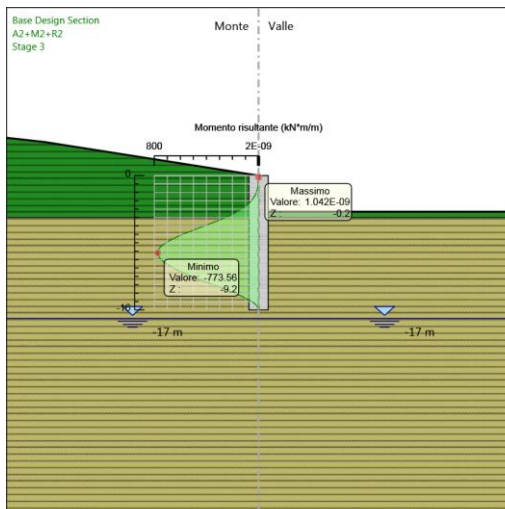 Base Design Section
A2+M2+R2
Stage 3
Monte
Valle
Momento risultante (kN*m/m)
800
2E-09
0
Massimo
Valore: 1.042E-09
Z : -0.2
Minimo
Valore: -773.56
Z : -9.2
-17 m
-17 m